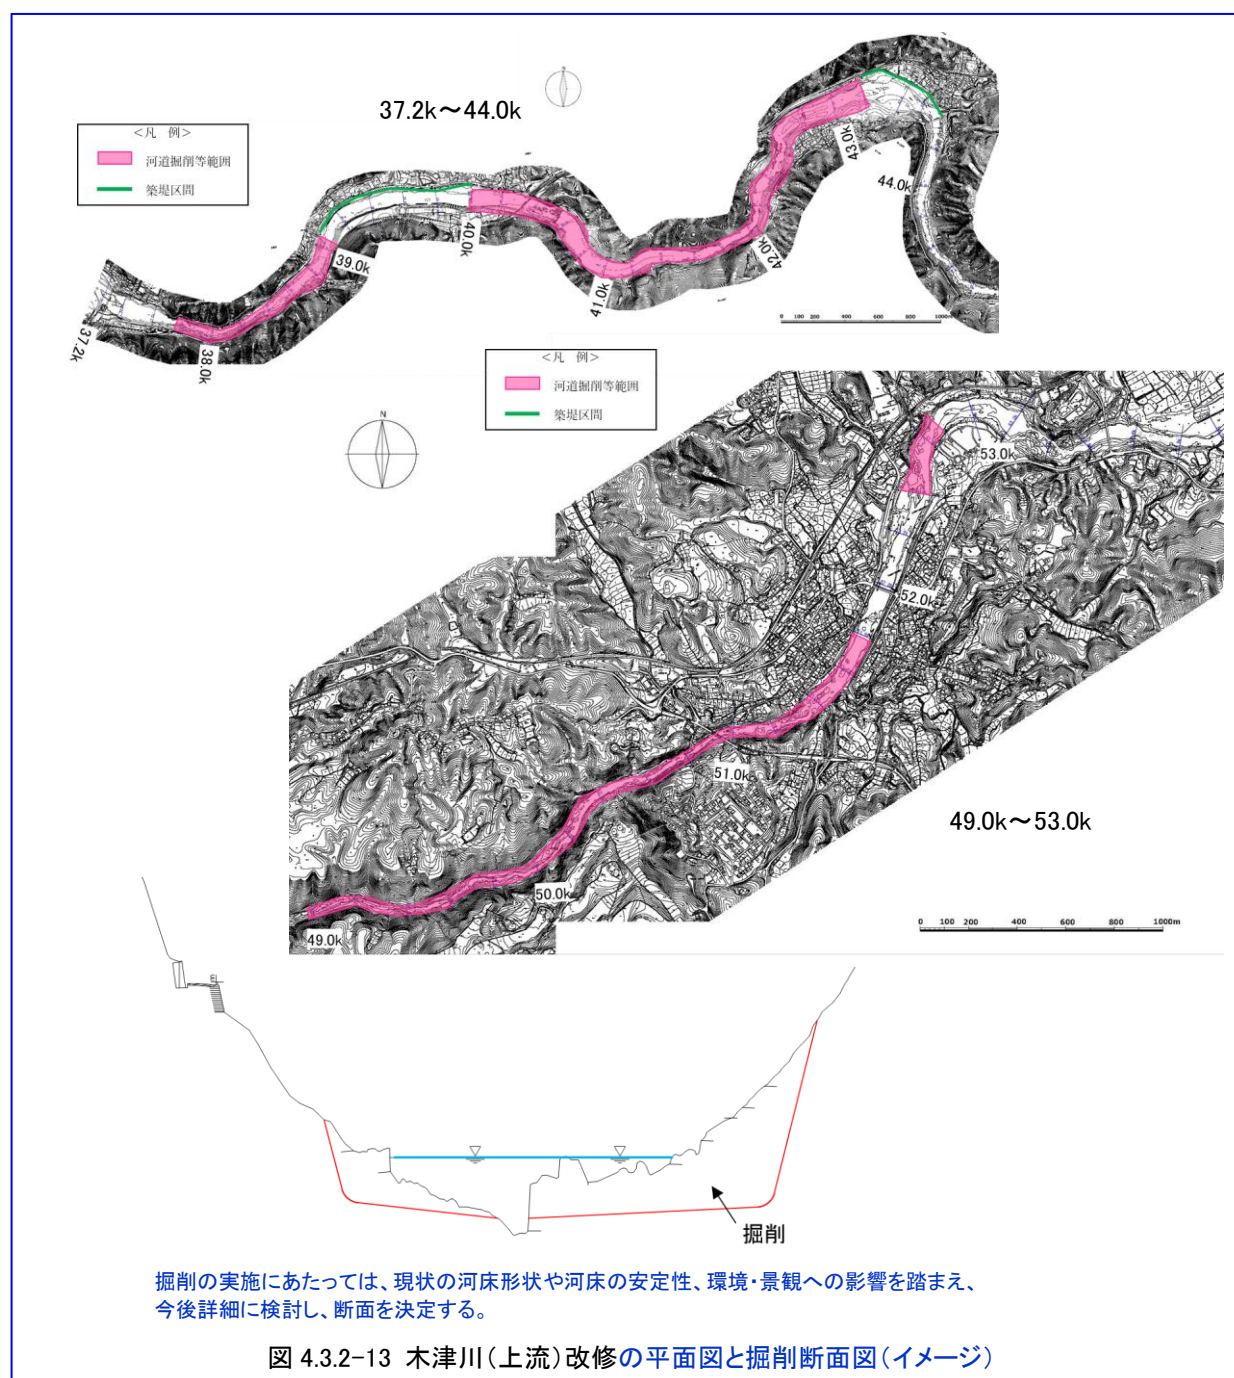 37.2k～44.0k
N
＜凡　例＞
河道掘削等範囲
築堤区間
37.2k
38.0k
39.0k
40.0k
41.0k
42.0k
43.0k
44.0k
0 100 200 400 600 800 1000m
＜凡　例＞
河道掘削等範囲
築堤区間
N
53.0k
52.0k
51.0k
50.0k
49.0k
49.0k～53.0k
0 100 200 400 600 800 1000m
掘削
掘削の実施にあたっては、現状の河床形状や河床の安定性、環境・景観への影響を踏まえ、
今後詳細に検討し、断面を決定する。
図 4.3.2-13 木津川（上流）改修の平面図と掘削断面図（イメージ）